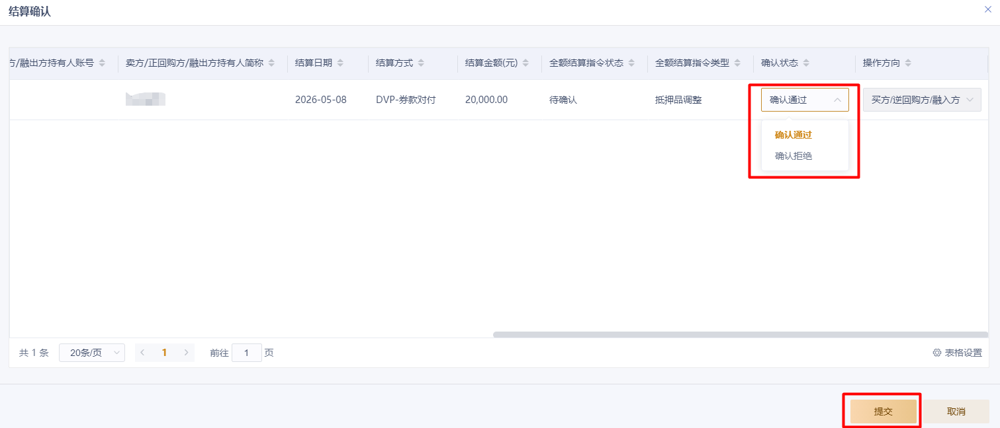 结算确认
方/融出方持有人账号 卖方/正回购方/融出方持有人简称 结算日期 结算方式 结算金额(元) 全额结算指令状态 全额结算指令类型 确认状态 操作方向
2026-05-08 DVP-券款对付 20,000.00 待确认 抵押品调整 确认通过 买方/逆回购方/融入方
确认通过
确认拒绝
共 1 条 20条/页 1 前往 1 页 表格设置
提交 取消